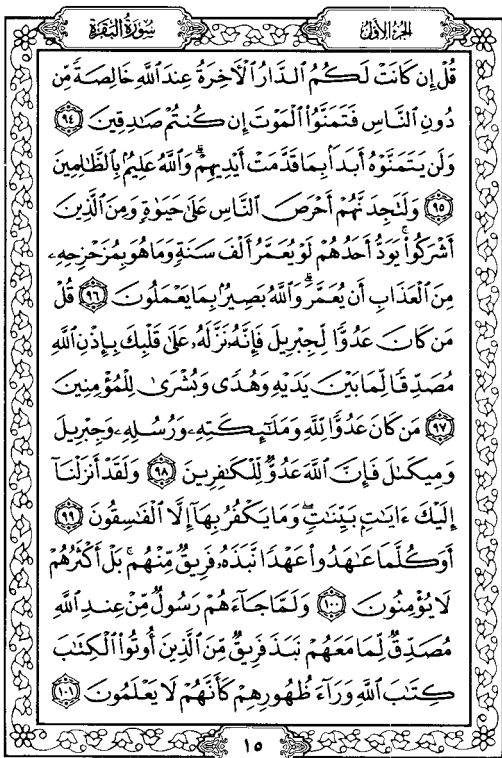 سُورَةُ البَقَرَةِ الجُزْءُ الأَوَّلُ
قُلْ إِن كَانَتْ لَكُمُ ٱلدَّارُ ٱلْأَخِرَةُ عِندَ ٱللَّهِ خَالِصَةً مِّن
دُونِ ٱلنَّاسِ فَتَمَنَّوُا۟ ٱلْمَوْتَ إِن كُنتُمْ صَـٰدِقِينَ ﴿٩٤﴾
وَلَن يَتَمَنَّوْهُ أَبَدًۢا بِمَا قَدَّمَتْ أَيْدِيهِمْ ۗ وَٱللَّهُ عَلِيمٌۢ بِٱلظَّـٰلِمِينَ
﴿٩٥﴾ وَلَتَجِدَنَّهُمْ أَحْرَصَ ٱلنَّاسِ عَلَىٰ حَيَوٰةٍ وَمِنَ ٱلَّذِينَ
أَشْرَكُوا۟ ۚ يَوَدُّ أَحَدُهُمْ لَوْ يُعَمَّرُ أَلْفَ سَنَةٍ وَمَا هُوَ بِمُزَحْزِحِهِۦ
مِنَ ٱلْعَذَابِ أَن يُعَمَّرَ ۗ وَٱللَّهُ بَصِيرٌۢ بِمَا يَعْمَلُونَ ﴿٩٦﴾ قُلْ
مَن كَانَ عَدُوًّا لِّجِبْرِيلَ فَإِنَّهُۥ نَزَّلَهُۥ عَلَىٰ قَلْبِكَ بِإِذْنِ ٱللَّهِ
مُصَدِّقًا لِّمَا بَيْنَ يَدَيْهِ وَهُدًى وَبُشْرَىٰ لِلْمُؤْمِنِينَ
﴿٩٧﴾ مَن كَانَ عَدُوًّا لِّلَّهِ وَمَلَـٰٓئِكَتِهِۦ وَرُسُلِهِۦ وَجِبْرِيلَ
وَمِيكَىٰلَ فَإِنَّ ٱللَّهَ عَدُوٌّ لِّلْكَـٰفِرِينَ ﴿٩٨﴾ وَلَقَدْ أَنزَلْنَآ
إِلَيْكَ ءَايَـٰتٍۭ بَيِّنَـٰتٍ ۖ وَمَا يَكْفُرُ بِهَآ إِلَّا ٱلْفَـٰسِقُونَ ﴿٩٩﴾
أَوَكُلَّمَا عَـٰهَدُوا۟ عَهْدًا نَّبَذَهُۥ فَرِيقٌ مِّنْهُم ۚ بَلْ أَكْثَرُهُمْ
لَا يُؤْمِنُونَ ﴿١٠٠﴾ وَلَمَّا جَآءَهُمْ رَسُولٌ مِّنْ عِندِ ٱللَّهِ
مُصَدِّقٌ لِّمَا مَعَهُمْ نَبَذَ فَرِيقٌ مِّنَ ٱلَّذِينَ أُوتُوا۟ ٱلْكِتَـٰبَ
كِتَـٰبَ ٱللَّهِ وَرَآءَ ظُهُورِهِمْ كَأَنَّهُمْ لَا يَعْلَمُونَ ﴿١٠١﴾
١٥